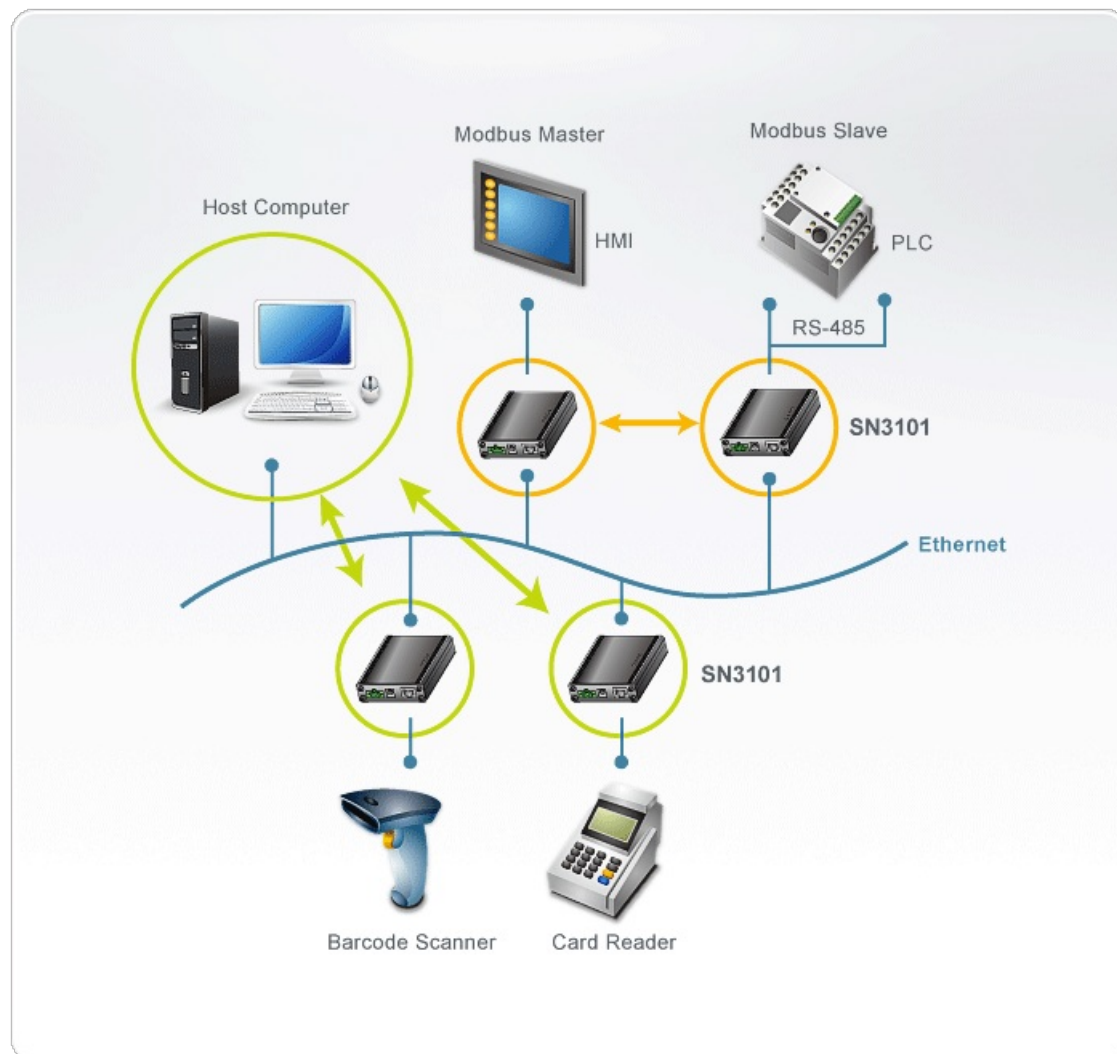 Modbus Master
Modbus Slave
Host Computer
HMI
PLC
RS-485
SN3101
Ethernet
SN3101
Barcode Scanner
Card Reader